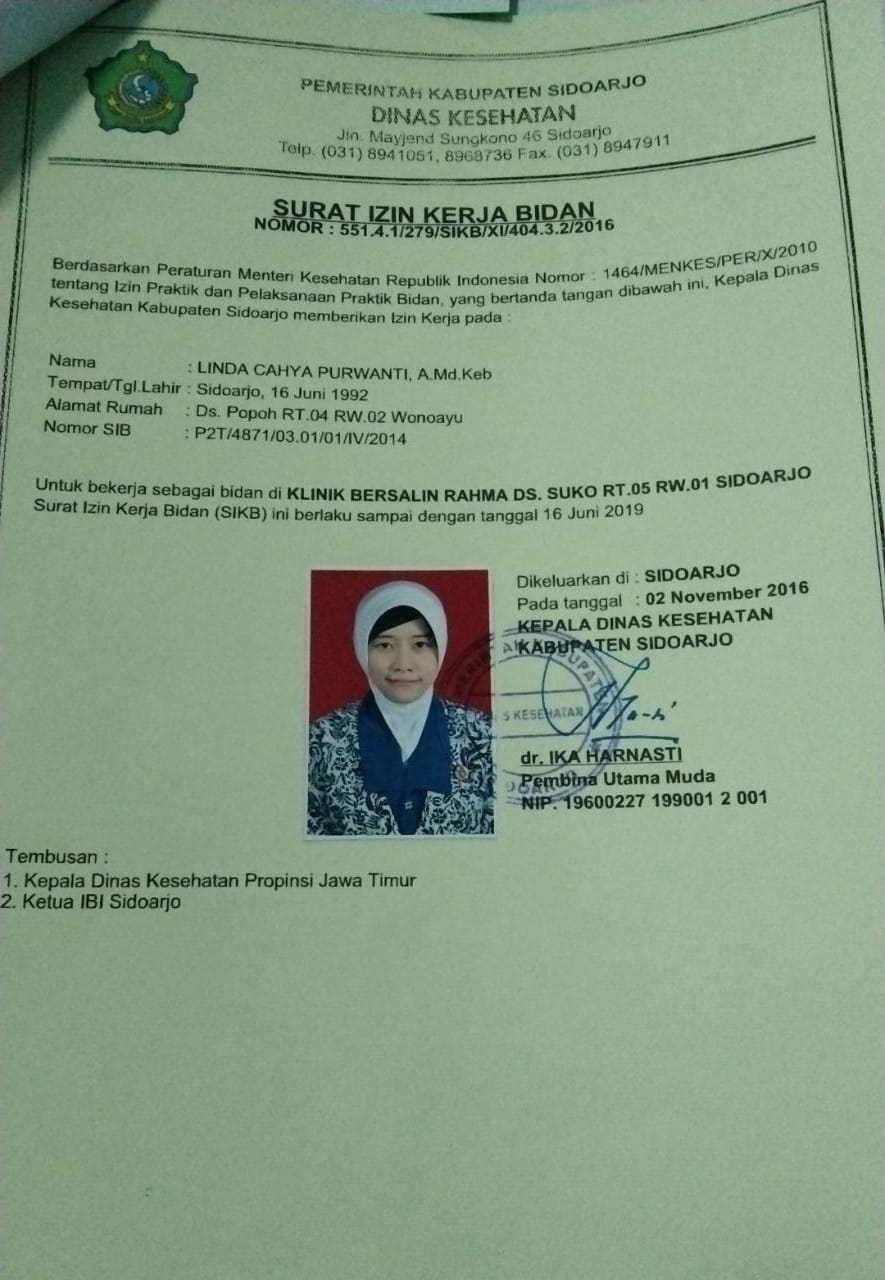 PEMERINTAH KABUPATEN SIDOARJO
DINAS KESEHATAN
Jln. Mayjend Sungkono 46 Sidoarjo
Telp. (031) 8941051, 8968736 Fax. (031) 8947911
SURAT IZIN KERJA BIDAN
NOMOR : 551.4.1/279/SIKB/XI/404.3.2/2016
Berdasarkan Peraturan Menteri Kesehatan Republik Indonesia Nomor : 1464/MENKES/PER/X/2010
tentang Izin Praktik dan Pelaksanaan Praktik Bidan, yang bertanda tangan dibawah ini, Kepala Dinas
Kesehatan Kabupaten Sidoarjo memberikan Izin Kerja pada :
Nama : LINDA CAHYA PURWANTI, A.Md.Keb
Tempat/Tgl.Lahir : Sidoarjo, 16 Juni 1992
Alamat Rumah : Ds. Popoh RT.04 RW.02 Wonoayu
Nomor SIB : P2T/4871/03.01/01/IV/2014
Untuk bekerja sebagai bidan di KLINIK BERSALIN RAHMA DS. SUKO RT.05 RW.01 SIDOARJO
Surat Izin Kerja Bidan (SIKB) ini berlaku sampai dengan tanggal 16 Juni 2019
Dikeluarkan di : SIDOARJO
Pada tanggal : 02 November 2016
KEPALA DINAS KESEHATAN
KABUPATEN SIDOARJO
KESEHATAN
dr. IKA HARNASTI
Pembina Utama Muda
NIP. 19600227 199001 2 001
Tembusan :
1. Kepala Dinas Kesehatan Propinsi Jawa Timur
2. Ketua IBI Sidoarjo